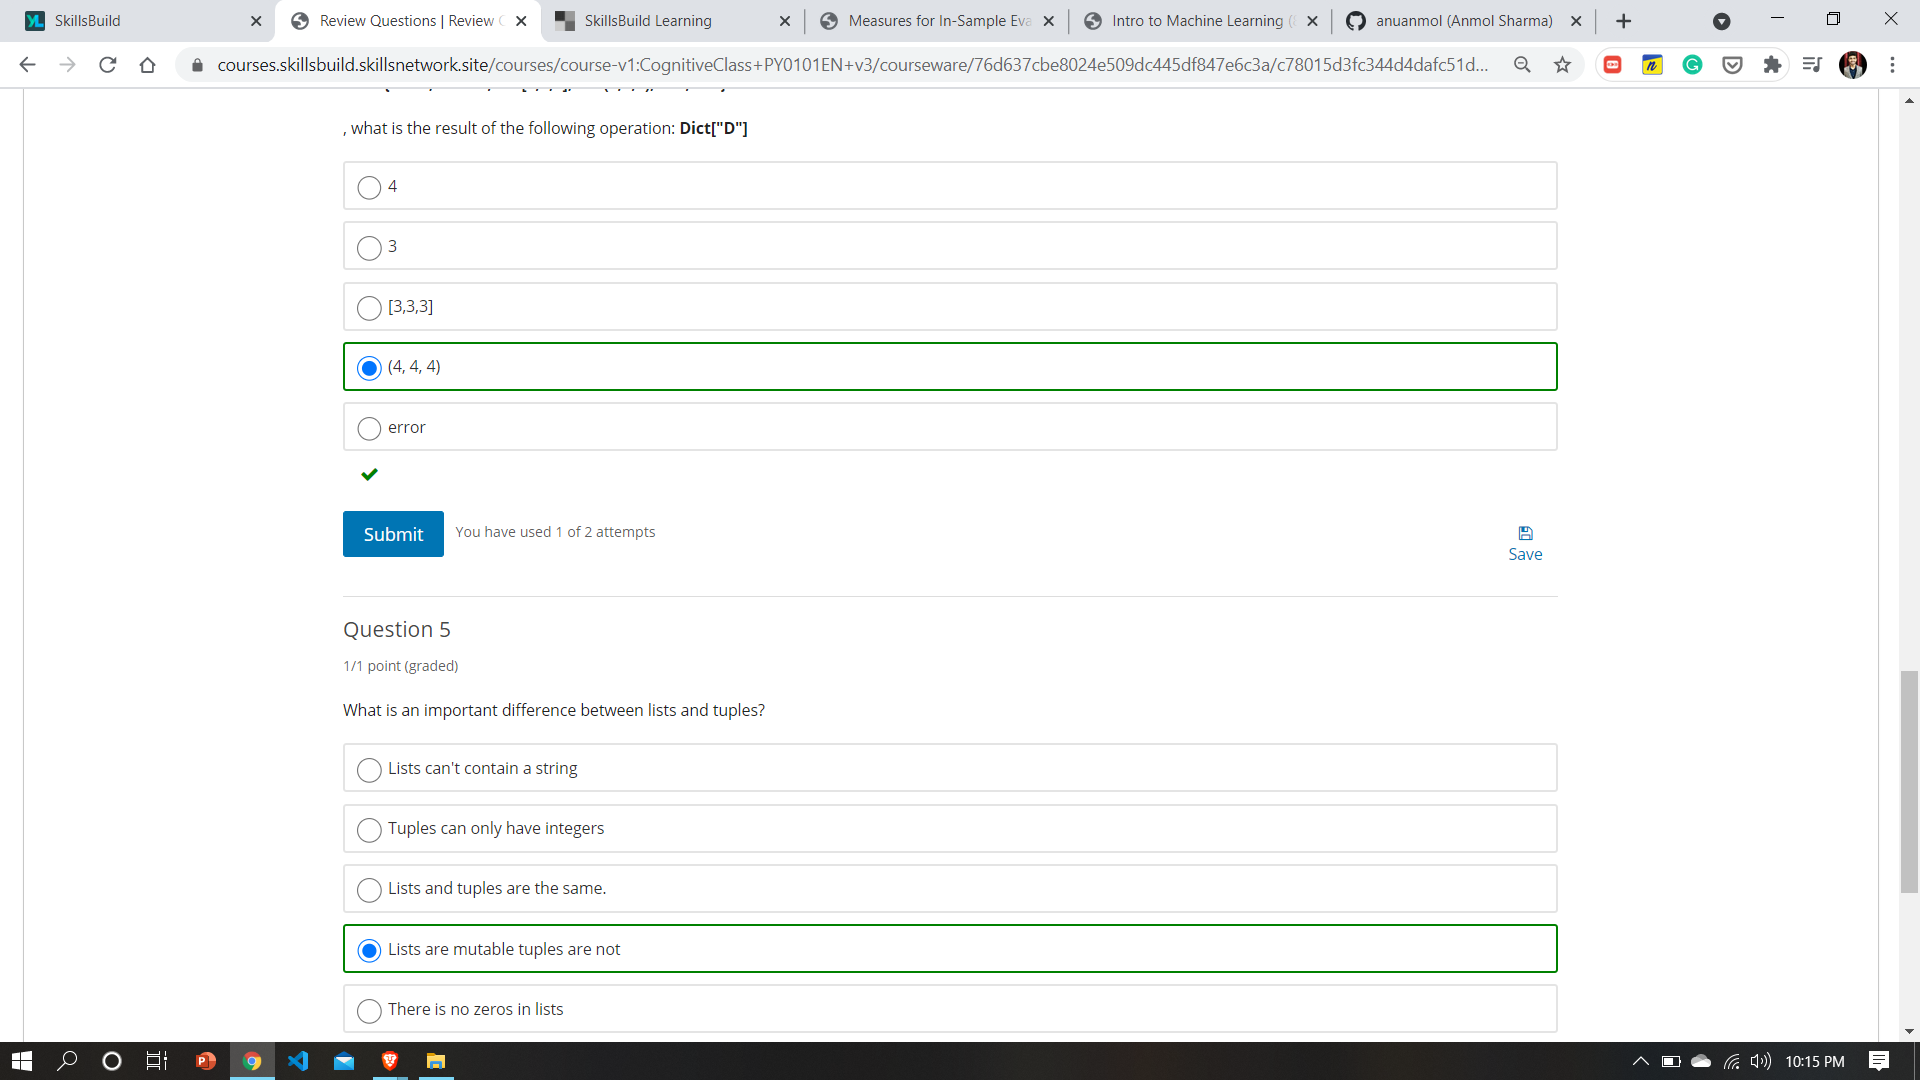 SkillsBuild
Review Questions | Review
SkillsBuild Learning
Measures for In-Sample Eva
Intro to Machine Learning (
anuanmol (Anmol Sharma)
courses.skillsbuild.skillsnetwork.site/courses/course-v1:CognitiveClass+PY0101EN+v3/courseware/76d637cbe8024e509dc445df847e6c3a/c78015d3fc344d4dafc51d...
, what is the result of the following operation: Dict["D"]
4
3
[3,3,3]
(4, 4, 4)
error
Submit
You have used 1 of 2 attempts
Save
Question 5
1/1 point (graded)
What is an important difference between lists and tuples?
Lists can't contain a string
Tuples can only have integers
Lists and tuples are the same.
Lists are mutable tuples are not
There is no zeros in lists
10:15 PM